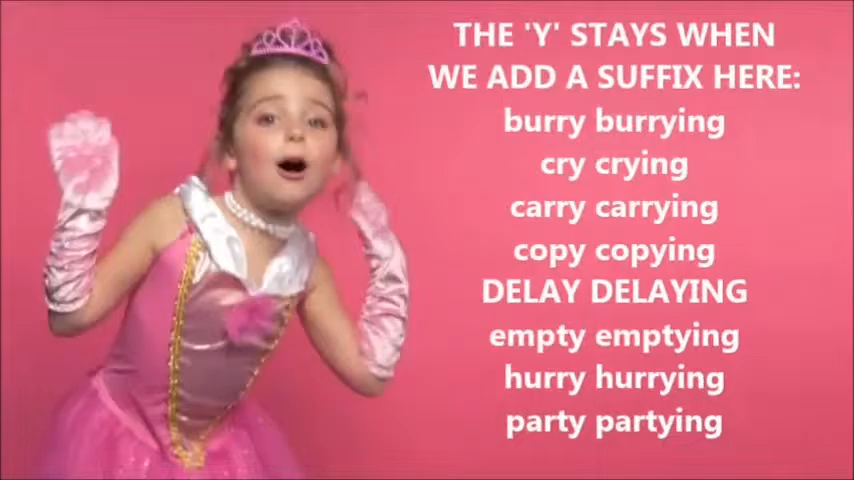 THE 'Y' STAYS WHEN
WE ADD A SUFFIX HERE:
burry burrying
cry crying
carry carrying
copy copying
DELAY DELAYING
empty emptying
hurry hurrying
party partying